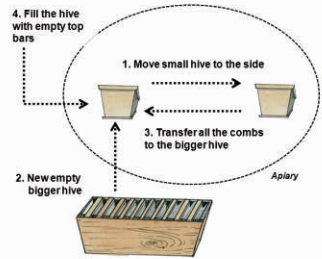 4. Fill the hive
with empty top
bars
1. Move small hive to the side
3. Transfer all the combs
to the bigger hive
2. New empty
bigger hive
Apiary